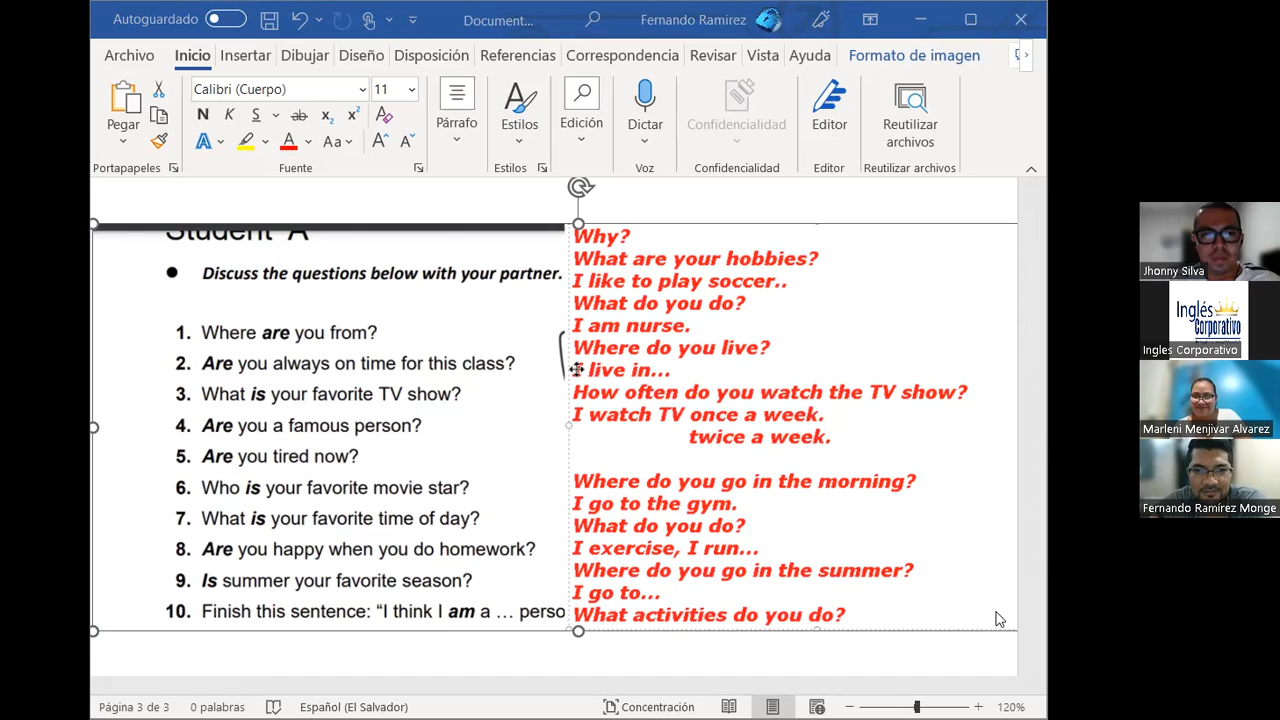 Autoguardado
Document...
Fernando Ramirez
Archivo Inicio Insertar Dibujar Diseño Disposición Referencias Correspondencia Revisar Vista Ayuda Formato de imagen
Calibri (Cuerpo) 11
N K S ab x₂ x²
A A Aa A A
Pegar
Párrafo
Estilos
Edición
Dictar
Confidencialidad
Editor
Reutilizar archivos
Portapapeles Fuente Estilos Voz Confidencialidad Editor Reutilizar archivos
Student A
● Discuss the questions below with your partner.
1. Where are you from?
2. Are you always on time for this class?
3. What is your favorite TV show?
4. Are you a famous person?
5. Are you tired now?
6. Who is your favorite movie star?
7. What is your favorite time of day?
8. Are you happy when you do homework?
9. Is summer your favorite season?
10. Finish this sentence: “I think I am a … perso
Why?
What are your hobbies?
I like to play soccer..
What do you do?
I am nurse.
Where do you live?
I live in...
How often do you watch the TV show?
I watch TV once a week.
twice a week.
Where do you go in the morning?
I go to the gym.
What do you do?
I exercise, I run...
Where do you go in the summer?
I go to...
What activities do you do?
Página 3 de 3 0 palabras Español (El Salvador) Concentración 120%
Jhonny Silva
Inglés
Corporativo
Ingles Corporativo
Marleni Menjivar Alvarez
Fernando Ramírez Monge